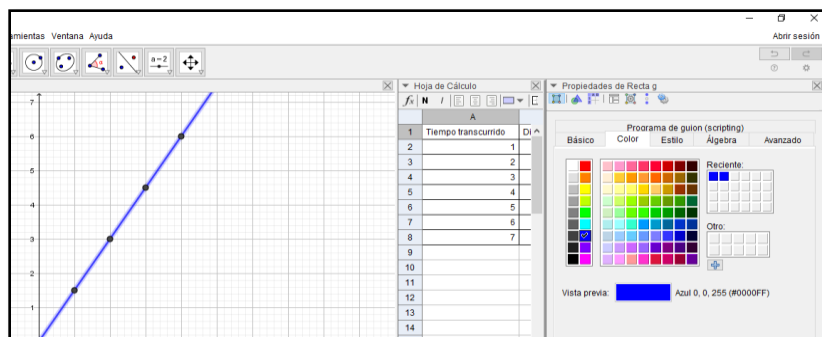 amientas Ventana Ayuda
Abrir sesión
a=2
Hoja de Cálculo
Propiedades de Recta g
fx N I
A
1 Tiempo transcurrido Di
2 1
3 2
4 3
5 4
6 5
7 6
8 7
9
10
11
12
13
14
7
6
5
4
3
2
1
Programa de guion (scripting)
Básico Color Estilo Álgebra Avanzado
Reciente:
Otro:
Vista previa: Azul 0, 0, 255 (#0000FF)